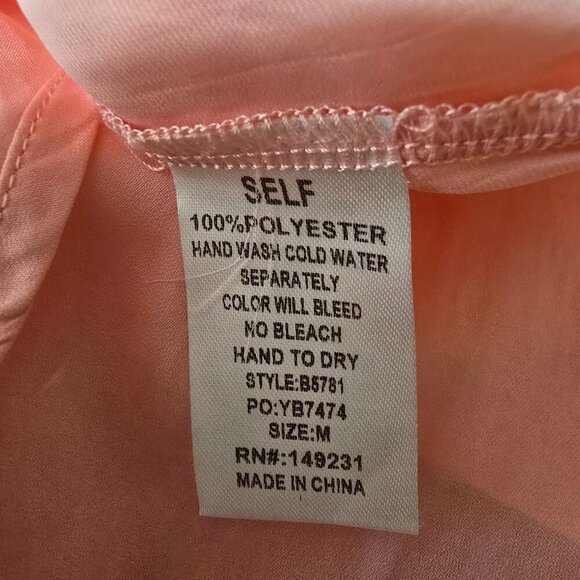 SELF
100%POLYESTER
HAND WASH COLD WATER
SEPARATELY
COLOR WILL BLEED
NO BLEACH
HAND TO DRY
STYLE:B5781
PO:YB7474
SIZE:M
RN#:149231
MADE IN CHINA